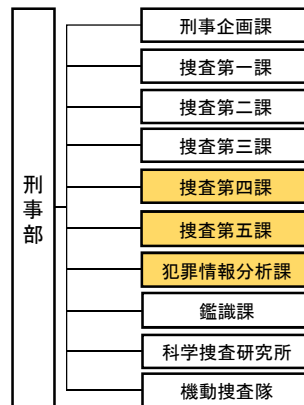 刑事部
刑事企画課
捜査第一課
捜査第二課
捜査第三課
捜査第四課
捜査第五課
犯罪情報分析課
鑑識課
科学捜査研究所
機動捜査隊